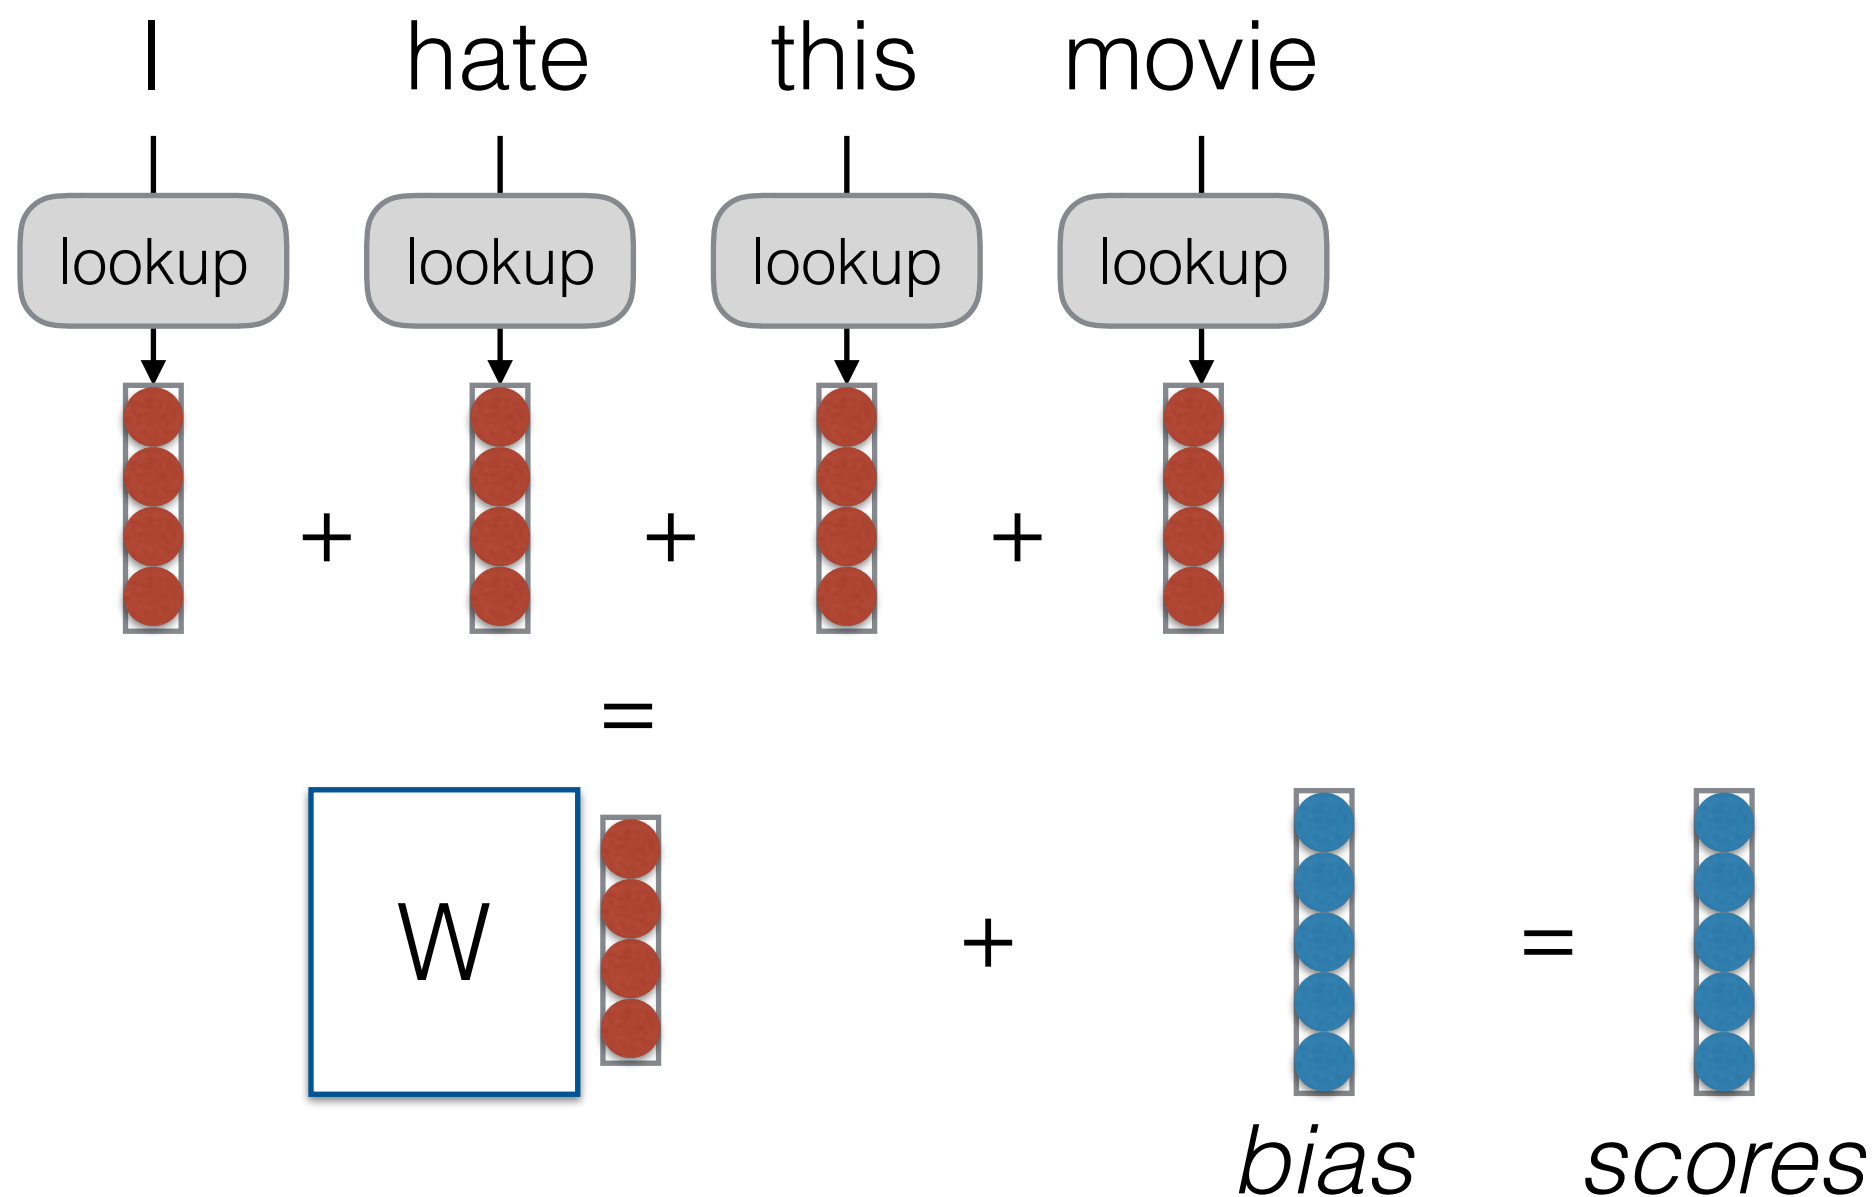 I hate this movie
lookup lookup lookup lookup
+ + +
=
W + =
bias scores